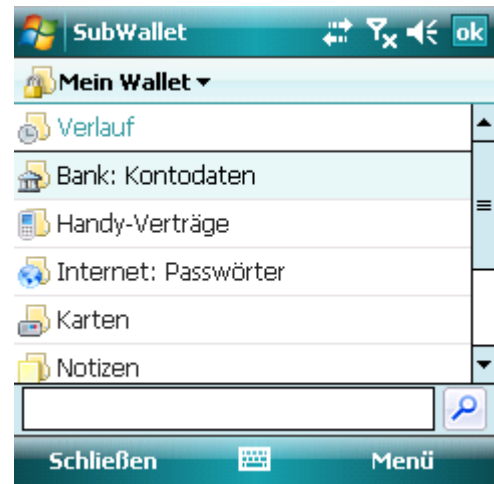 SubWallet ok
Mein Wallet
Verlauf
Bank: Kontodaten
Handy-Verträge
Internet: Passwörter
Karten
Notizen
Schließen Menü